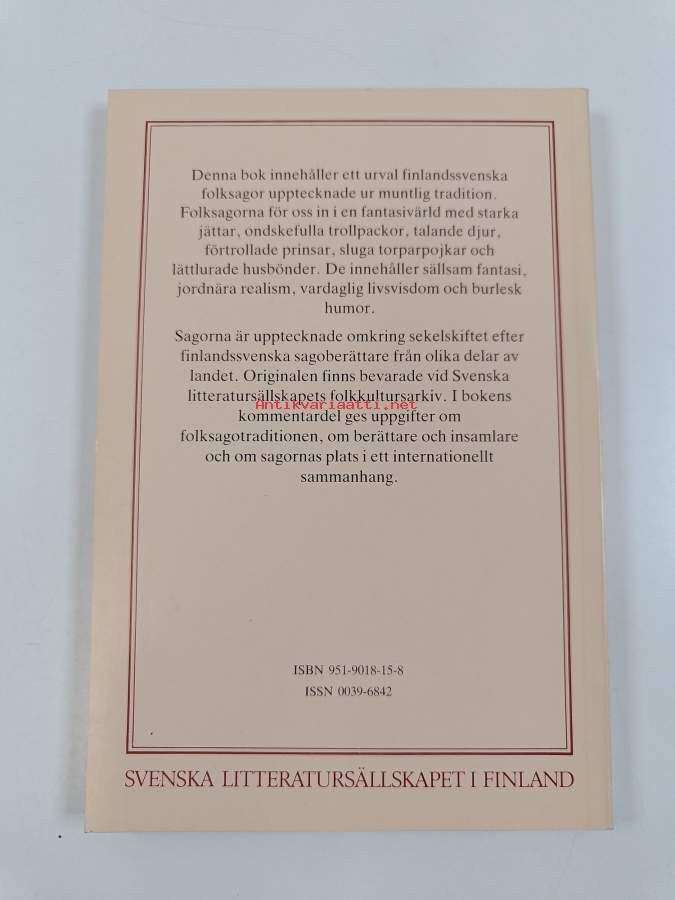 Denna bok innehåller ett urval finlandssvenska
folksagor upptecknade ur muntlig tradition.
Folksagorna för oss in i en fantasivärld med starka
jättar, ondskefulla trollpackor, talande djur,
förtrollade prinsar, sluga torparpojkar och
lättlurade husbönder. De innehåller sällsam fantasi,
jordnära realism, vardaglig livsvisdom och burlesk
humor.
Sagorna är upptecknade omkring sekelskiftet efter
finlandssvenska sagoberättare från olika delar av
landet. Originalen finns bevarade vid Svenska
litteratursällskapets folkkultursarkiv. I bokens
Antikvariaatti.net
kommentardel ges uppgifter om
folksagotraditionen, om berättare och insamlare
och om sagornas plats i ett internationellt
sammanhang.
ISBN 951-9018-15-8
ISSN 0039-6842
SVENSKA LITTERATURSÄLLSKAPET I FINLAND